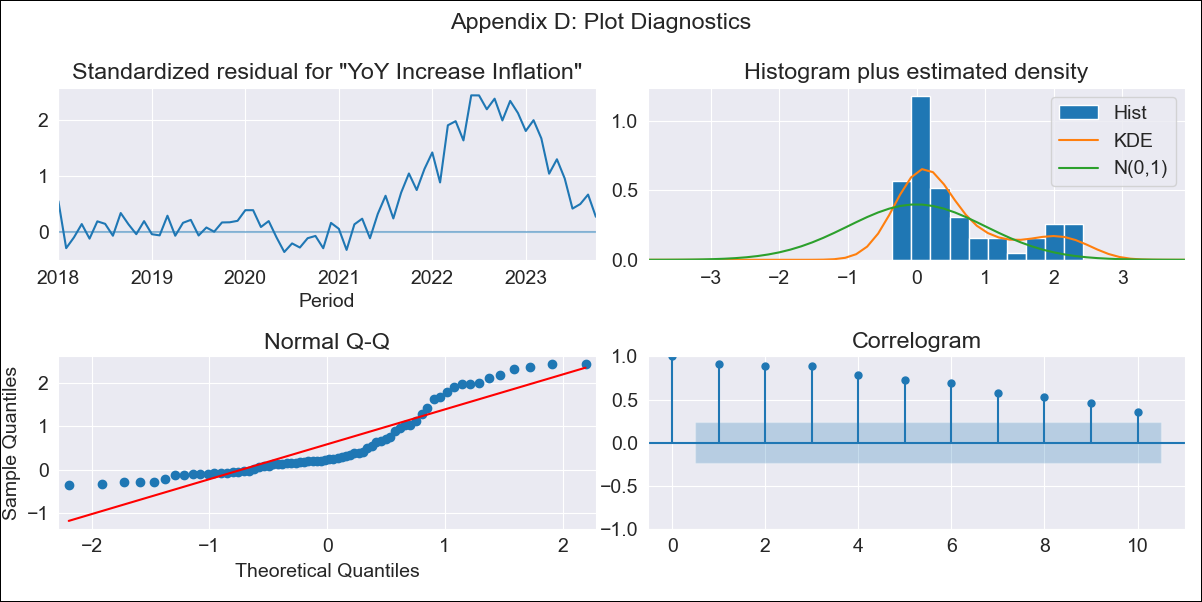 Appendix D: Plot Diagnostics
Standardized residual for "YoY Increase Inflation"
2
1
0
2018 2019 2020 2021 2022 2023
Period
Histogram plus estimated density
1.0
0.5
0.0
−3 −2 −1 0 1 2 3
Hist
KDE
N(0,1)
Normal Q-Q
Sample Quantiles
2
1
0
−1
−2 −1 0 1 2
Theoretical Quantiles
Correlogram
1.0
0.5
0.0
−0.5
−1.0
0 2 4 6 8 10